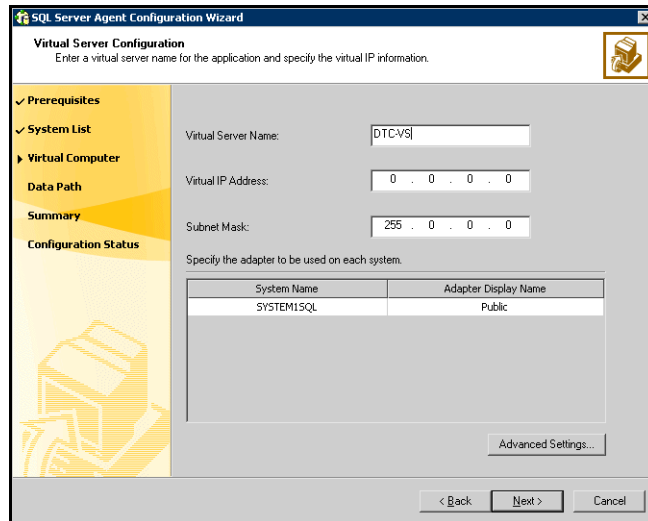 SQL Server Agent Configuration Wizard
Virtual Server Configuration
Enter a virtual server name for the application and specify the virtual IP information.
Prerequisites
System List
Virtual Computer
Data Path
Summary
Configuration Status
Virtual Server Name: DTC-VS
Virtual IP Address: 0 . 0 . 0 . 0
Subnet Mask: 255 . 0 . 0 . 0
Specify the adapter to be used on each system.
System Name Adapter Display Name
SYSTEM1SQL Public
Advanced Settings...
< Back Next > Cancel